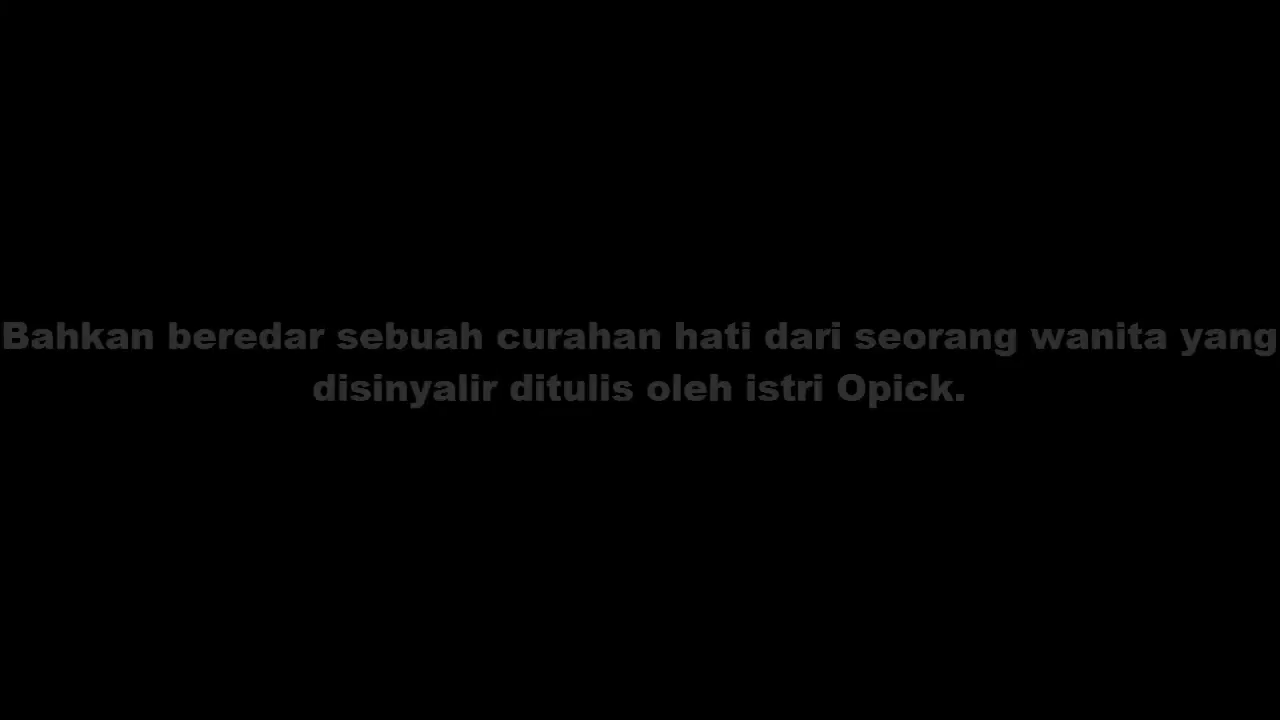 Bahkan beredar sebuah curahan hati dari seorang wanita yang
disinyalir ditulis oleh istri Opick.